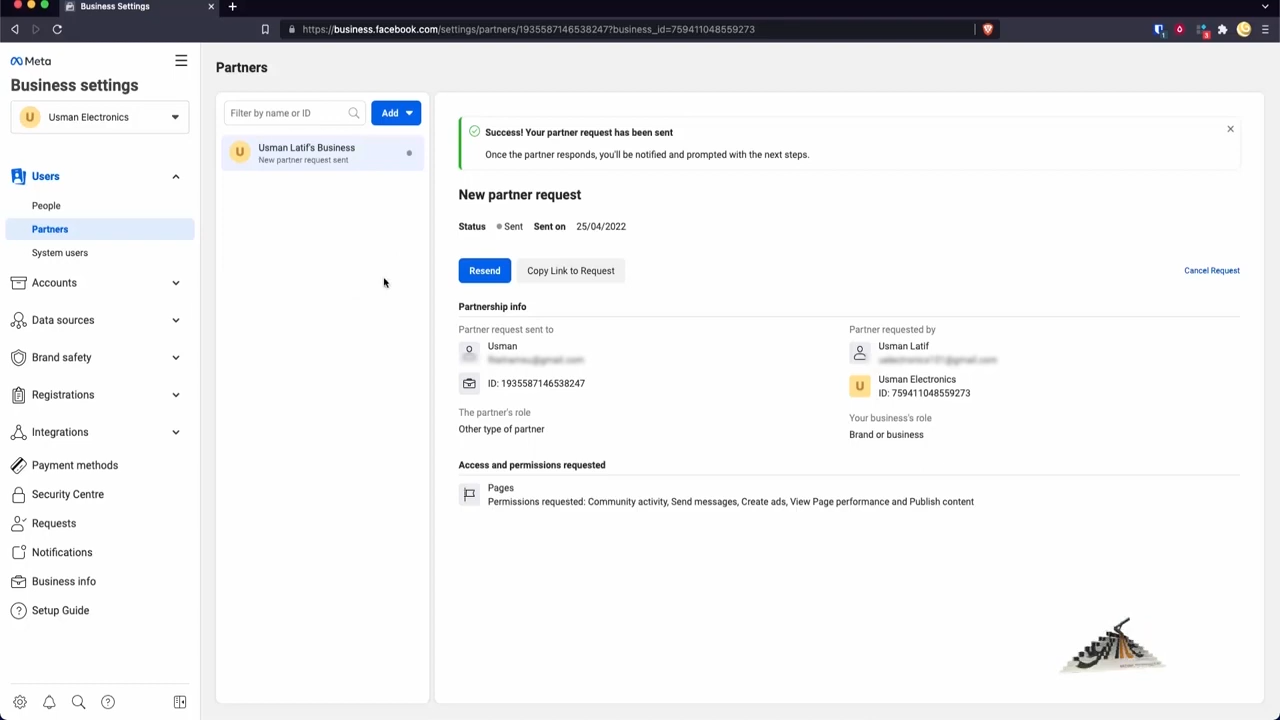 Business Settings
https://business.facebook.com/settings/partners/1935587146538247?business_id=759411048559273
1
3
Meta
Business settings
U
Usman Electronics
Users
People
Partners
System users
Accounts
Data sources
Brand safety
Registrations
Integrations
Payment methods
Security Centre
Requests
Notifications
Business info
Setup Guide
Partners
Filter by name or ID
Add
U
Usman Latif's Business
New partner request sent
Success! Your partner request has been sent
Once the partner responds, you'll be notified and prompted with the next steps.
New partner request
Status Sent Sent on 25/04/2022
Resend
Copy Link to Request
Cancel Request
Partnership info
Partner request sent to
Usman
ID: 1935587146538247
The partner's role
Other type of partner
Partner requested by
Usman Latif
U
Usman Electronics
ID: 759411048559273
Your business's role
Brand or business
Access and permissions requested
Pages
Permissions requested: Community activity, Send messages, Create ads, View Page performance and Publish content